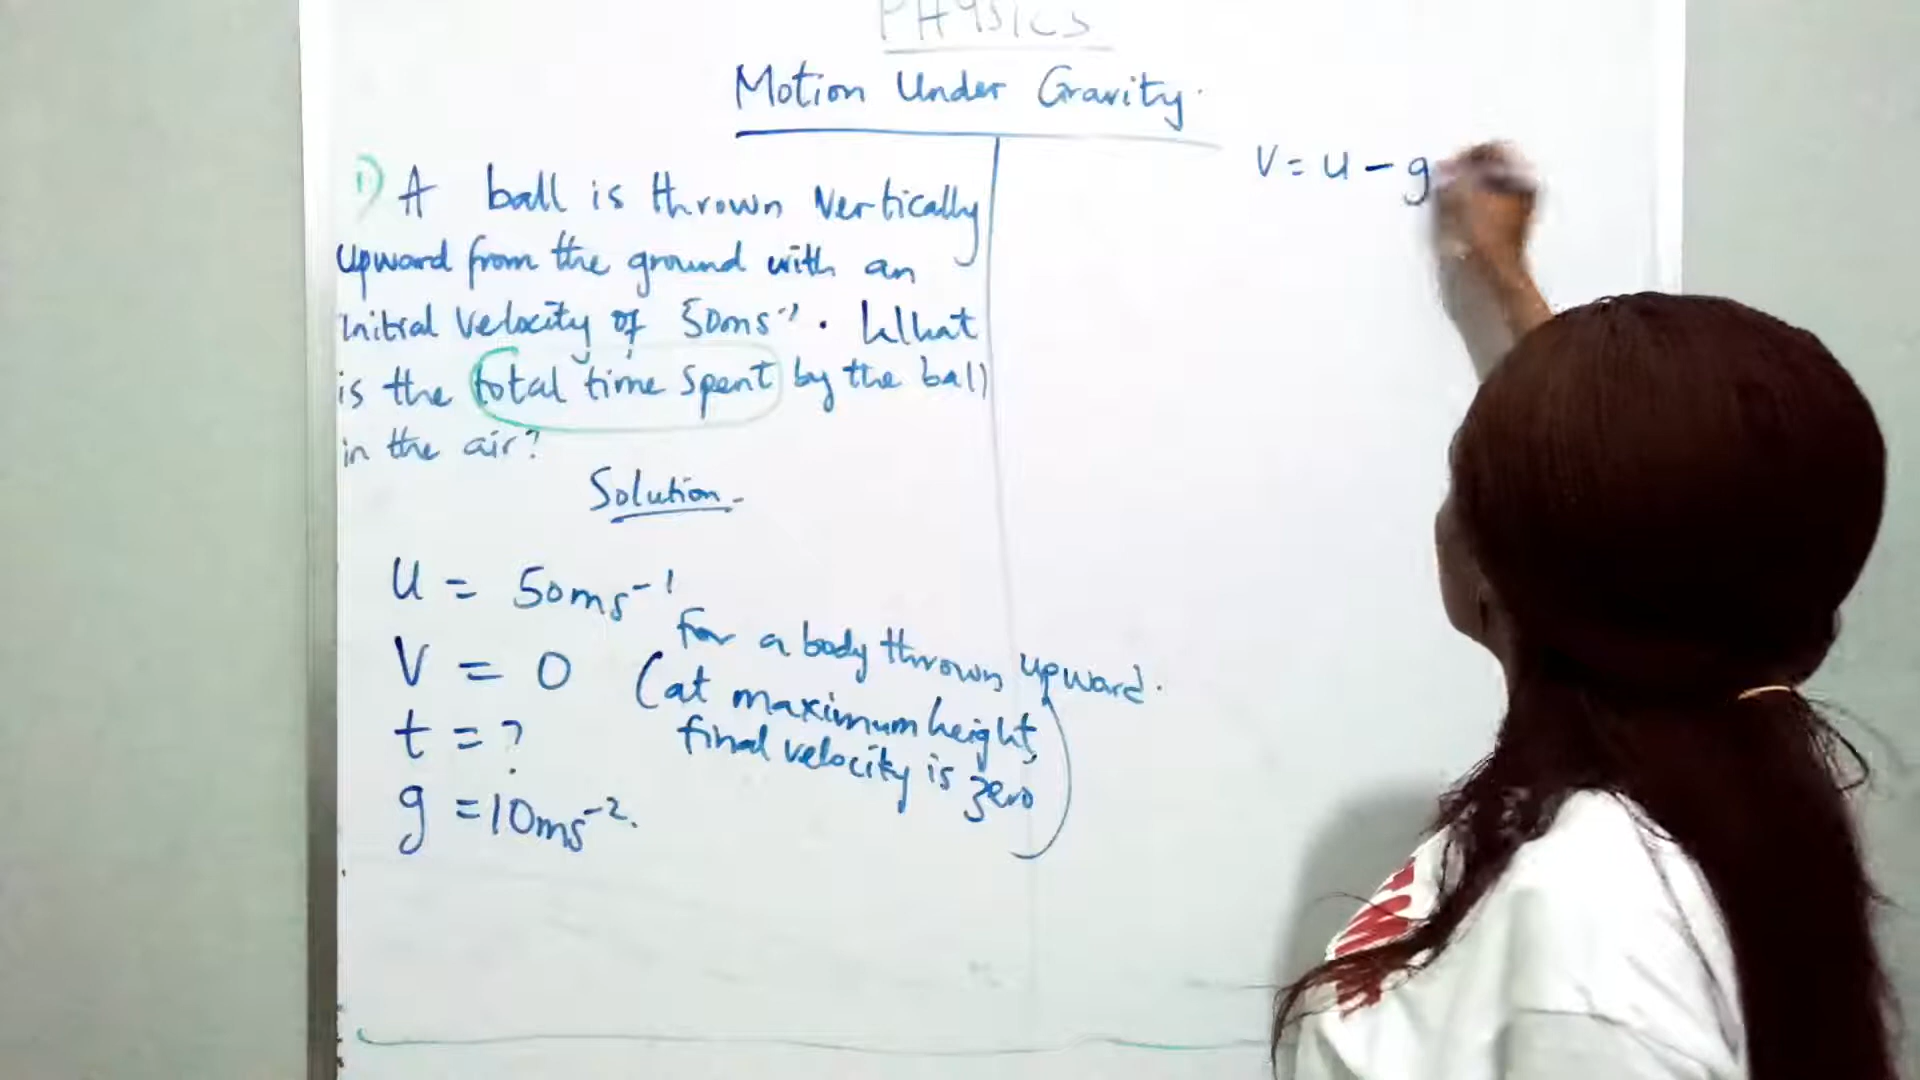 PHYSICS
Motion Under Gravity.
1) A ball is thrown vertically
upward from the ground with an
initial velocity of 50ms⁻¹. What
is the total time spent by the ball
in the air?
Solution
u = 50ms⁻¹
v = 0 (at maximum height,
for a body thrown upward.
final velocity is zero)
t = ?
g = 10ms⁻².
v = u - g